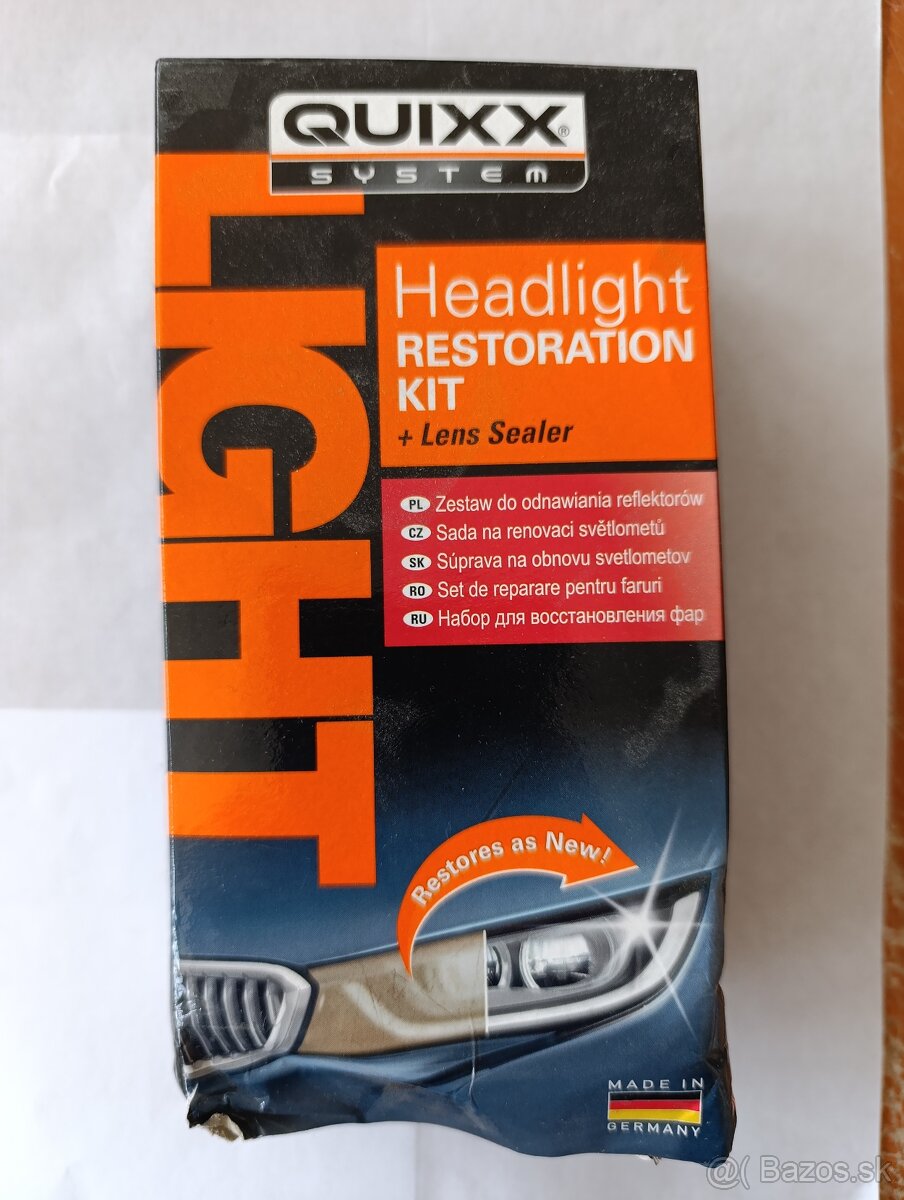 QUIXX®
SYSTEM
LIGHT
Headlight
RESTORATION
KIT
+ Lens Sealer
PL Zestaw do odnawiania reflektorów
CZ Sada na renovaci světlometů
SK Súprava na obnovu svetlometov
RO Set de reparare pentru faruri
RU Набор для восстановления фар
Restores as New!
MADE IN
GERMANY
@( Bazos.sk